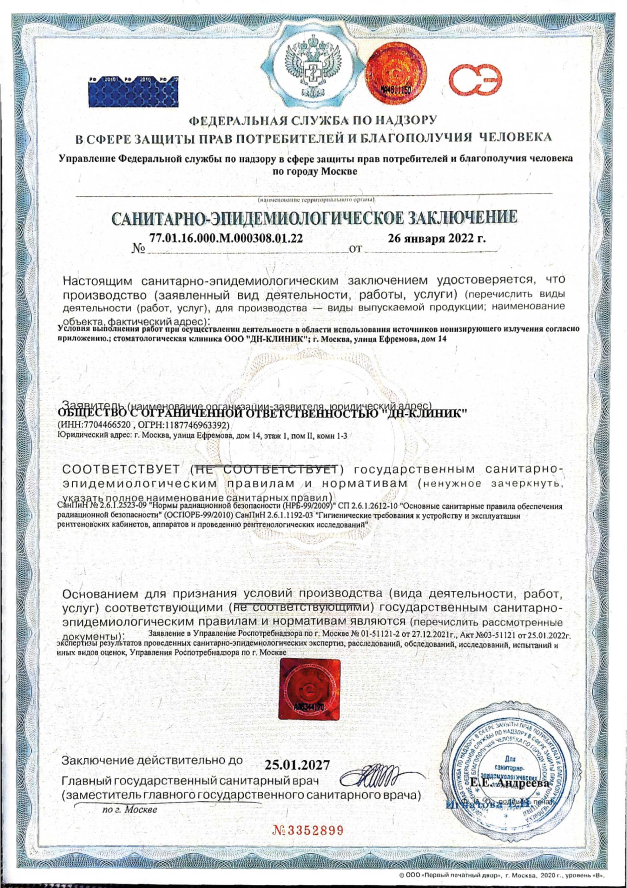 РФ 2010 РФ 2010 РФ
СЭ
ФЕДЕРАЛЬНАЯ СЛУЖБА ПО НАДЗОРУ
В СФЕРЕ ЗАЩИТЫ ПРАВ ПОТРЕБИТЕЛЕЙ И БЛАГОПОЛУЧИЯ ЧЕЛОВЕКА
Управление Федеральной службы по надзору в сфере защиты прав потребителей и благополучия человека
по городу Москве
(наименование территориального органа)
САНИТАРНО-ЭПИДЕМИОЛОГИЧЕСКОЕ ЗАКЛЮЧЕНИЕ
№ 77.01.16.000.М.000308.01.22 от 26 января 2022 г.
Настоящим санитарно-эпидемиологическим заключением удостоверяется, что
производство (заявленный вид деятельности, работы, услуги) (перечислить виды
деятельности (работ, услуг), для производства — виды выпускаемой продукции; наименование
объекта, фактический адрес):
Условия выполнения работ при осуществлении деятельности в области использования источников ионизирующего излучения согласно
приложению.; стоматологическая клиника ООО "ДН-КЛИНИК"; г. Москва, улица Ефремова, дом 14
Заявитель (наименование организации-заявителя, юридический адрес)
ОБЩЕСТВО С ОГРАНИЧЕННОЙ ОТВЕТСТВЕННОСТЬЮ "ДН-КЛИНИК"
(ИНН:7704466520 , ОГРН:1187746963392)
Юридический адрес: г. Москва, улица Ефремова, дом 14, этаж 1, пом II, комн 1-3
СООТВЕТСТВУЕТ (НЕ СООТВЕТСТВУЕТ) государственным санитарно-
эпидемиологическим правилам и нормативам (ненужное зачеркнуть,
указать полное наименование санитарных правил)
СанПиН № 2.6.1.2523-09 "Нормы радиационной безопасности (НРБ-99/2009)" СП 2.6.1.2612-10 "Основные санитарные правила обеспечения
радиационной безопасности" (ОСПОРБ-99/2010) СанПиН 2.6.1.1192-03 "Гигиенические требования к устройству и эксплуатации
рентгеновских кабинетов, аппаратов и проведению рентгенологических исследований"
Основанием для признания условий производства (вида деятельности, работ,
услуг) соответствующими (не соответствующими) государственным санитарно-
эпидемиологическим правилам и нормативам являются (перечислить рассмотренные
документы): Заявление в Управление Роспотребнадзора по г. Москве № 01-51121-2 от 27.12.2021г., Акт №03-51121 от 25.01.2022г.
экспертизы результатов проведенных санитарно-эпидемиологических экспертиз, расследований, обследований, исследований, испытаний и
иных видов оценок, Управления Роспотребнадзора по г. Москве
Заключение действительно до 25.01.2027
Главный государственный санитарный врач
(заместитель главного государственного санитарного врача)
по г. Москве
Для
санитарно-
эпидемиологических
Е.Е. Андреева
Игнатова Е.Н.
№3352899
© ООО «Первый печатный двор», г. Москва, 2020 г., уровень «В».